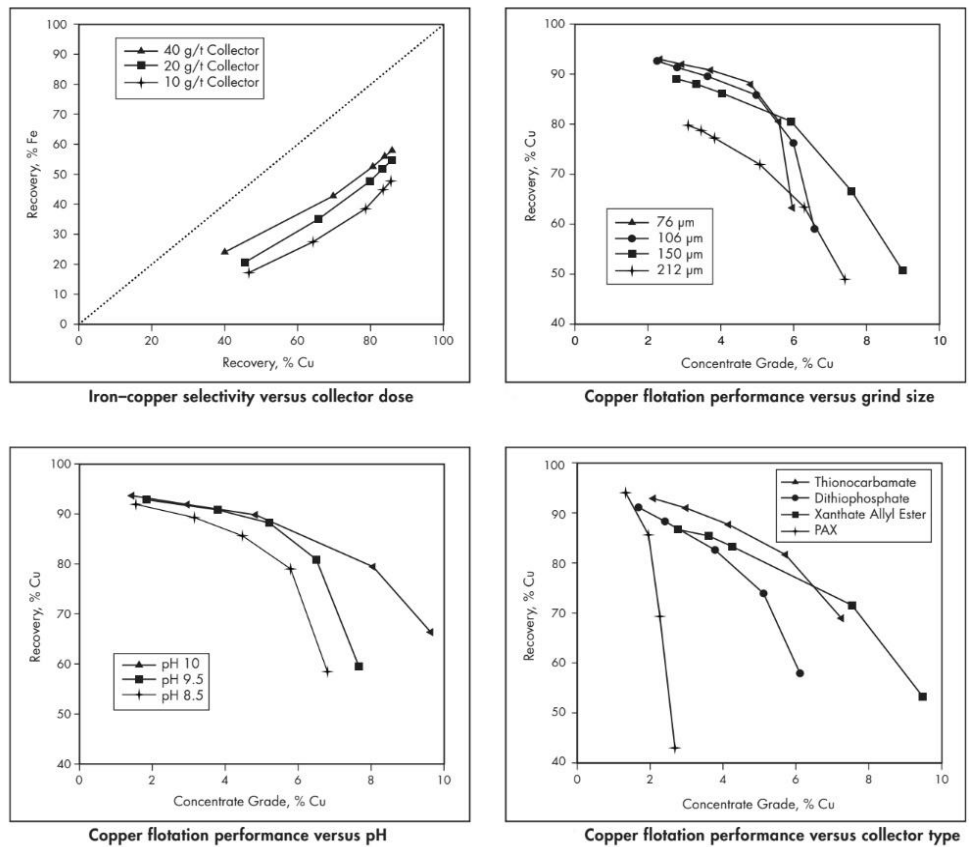 100
90
80
70
60
50
40
30
20
10
0
Recovery, % Fe
40 g/t Collector
20 g/t Collector
10 g/t Collector
0 20 40 60 80 100
Recovery, % Cu
Iron–copper selectivity versus collector dose
100
90
80
70
60
50
40
Recovery, % Cu
76 µm
106 µm
150 µm
212 µm
0 2 4 6 8 10
Concentrate Grade, % Cu
Copper flotation performance versus grind size
100
90
80
70
60
50
40
Recovery, % Cu
pH 10
pH 9.5
pH 8.5
0 2 4 6 8 10
Concentrate Grade, % Cu
Copper flotation performance versus pH
100
90
80
70
60
50
40
Recovery, % Cu
Thionocarbamate
Dithiophosphate
Xanthate Allyl Ester
PAX
0 2 4 6 8 10
Concentrate Grade, % Cu
Copper flotation performance versus collector type